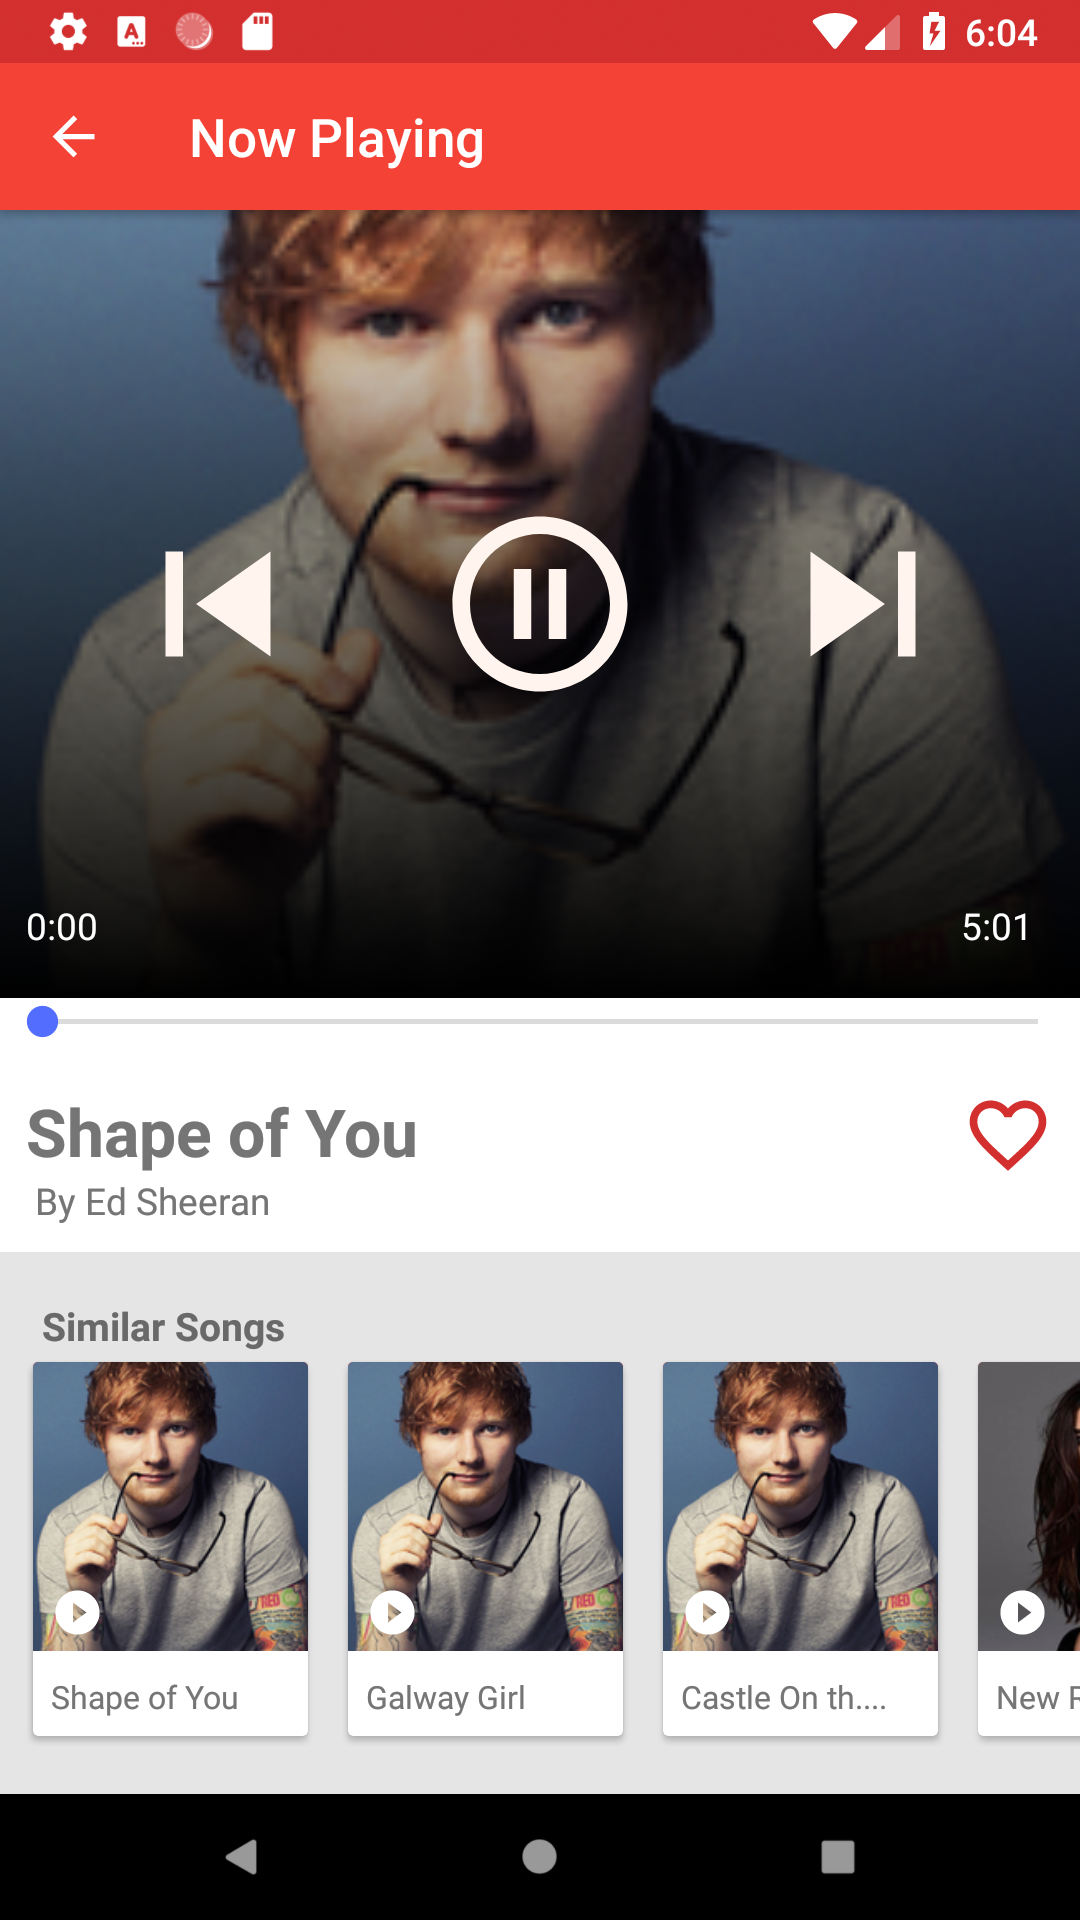 6:04
Now Playing
0:00
5:01
Shape of You
By Ed Sheeran
Similar Songs
Shape of You
Galway Girl
Castle On th....
New